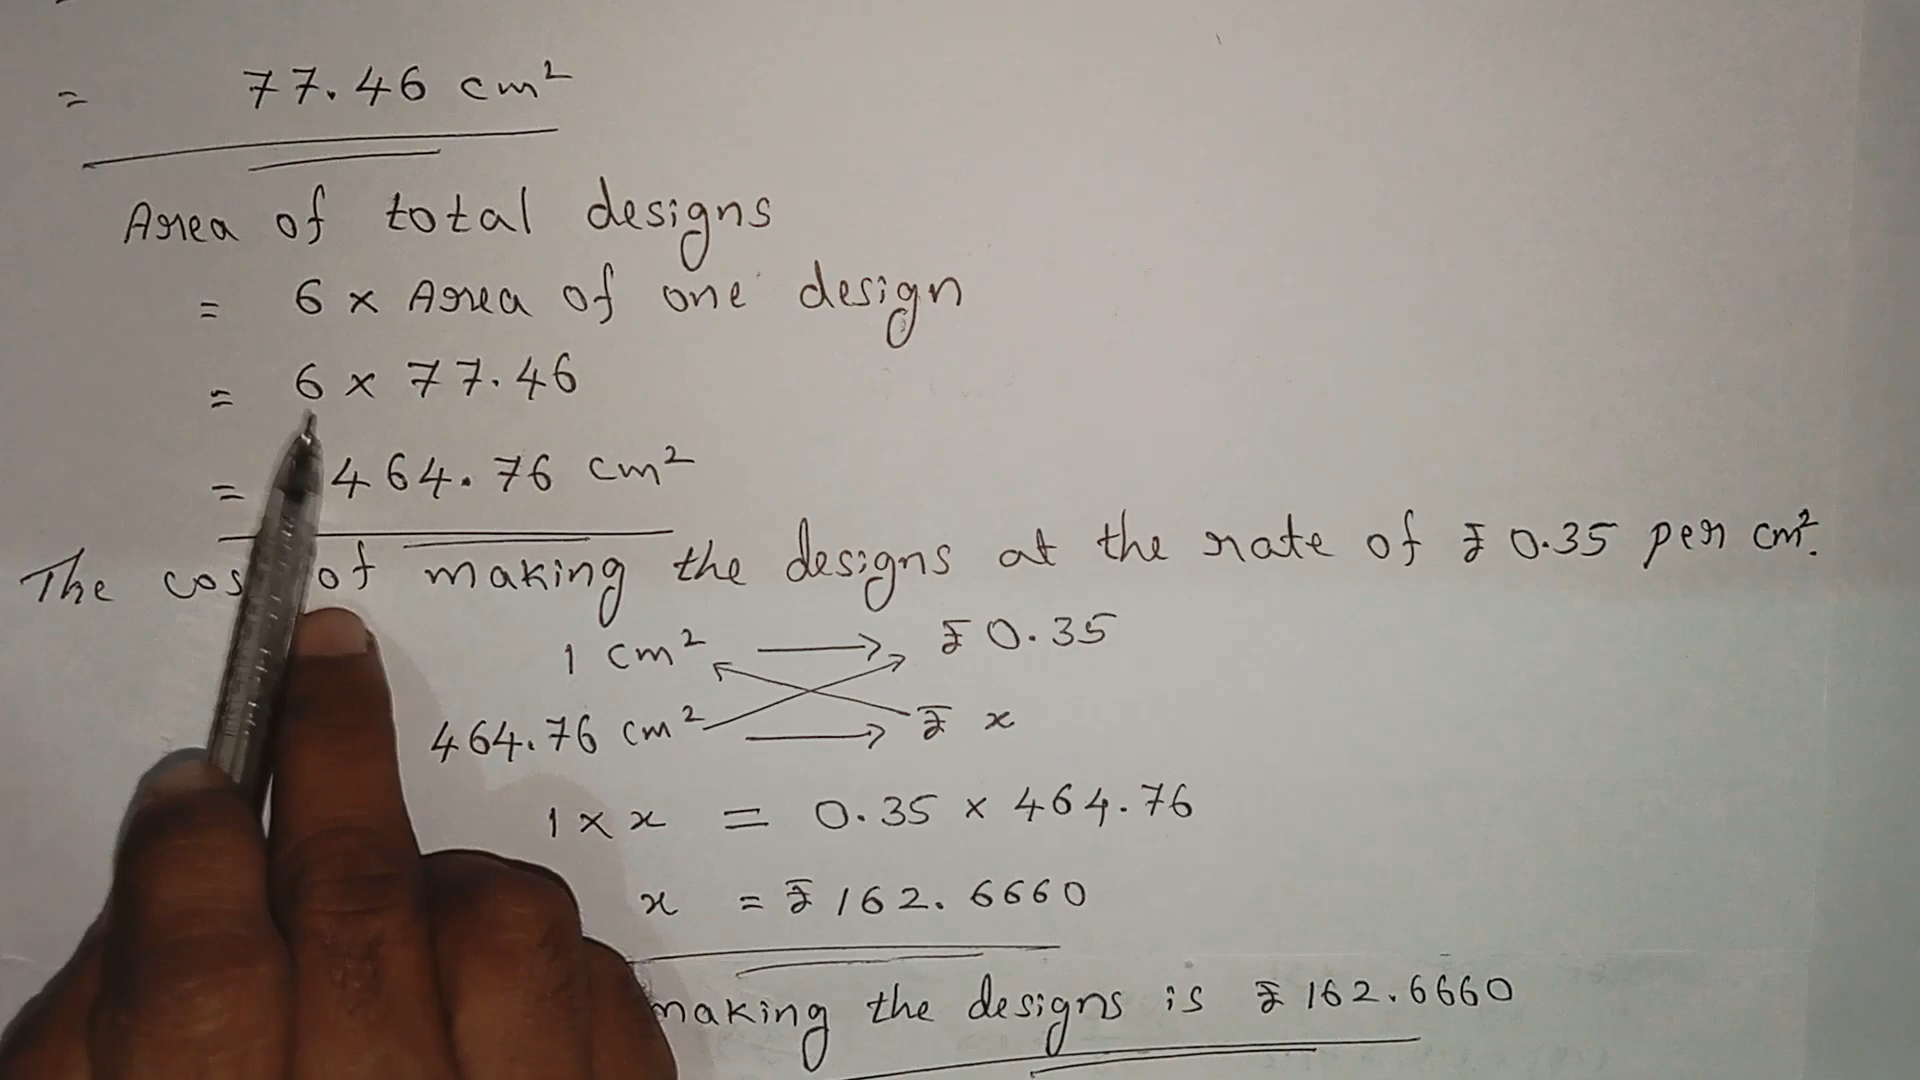 = 77.46 cm²
Area of total designs
= 6 × Area of one design
= 6 × 77.46
= 464.76 cm²
The cos of making the designs at the rate of ₹ 0.35 per cm².
1 cm² → ₹ 0.35
464.76 cm² → ₹ x
1 × x = 0.35 × 464.76
x = ₹ 162.6660
making the designs is ₹ 162.6660